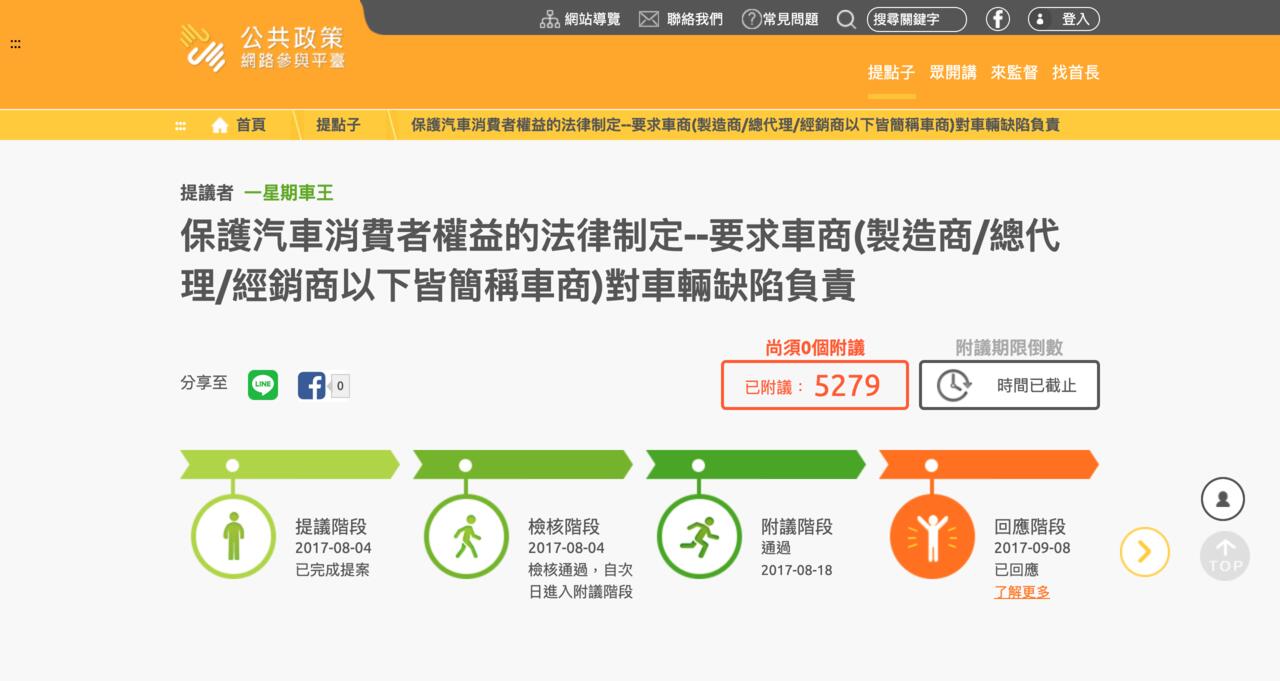 網站導覽 聯絡我們 常見問題 搜尋關鍵字 登入
:::
公共政策
網路參與平臺
提點子 眾開講 來監督 找首長
::: 首頁 提點子 保護汽車消費者權益的法律制定--要求車商(製造商/總代理/經銷商以下皆簡稱車商)對車輛缺陷負責
提議者 一星期車王
保護汽車消費者權益的法律制定--要求車商(製造商/總代
理/經銷商以下皆簡稱車商)對車輛缺陷負責
尚須0個附議 附議期限倒數
分享至 LINE 0 已附議： 5279 時間已截止
提議階段
2017-08-04
已完成提案
檢核階段
2017-08-04
檢核通過，自次
日進入附議階段
附議階段
通過
2017-08-18
回應階段
2017-09-08
已回應
了解更多
TOP